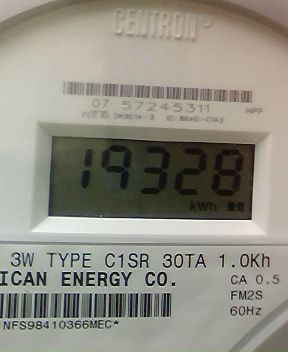 CENTRON®
07 57245311
HPP
19328
kWh
3W TYPE C1SR 30TA 1.0Kh
ICAN ENERGY CO.
CA 0.5
FM2S
60Hz
NFS98410366MEC*